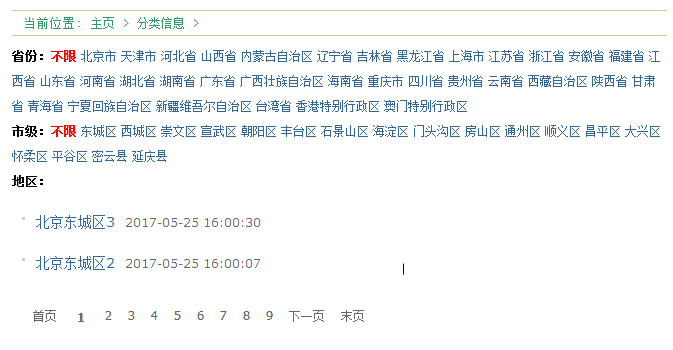 当前位置： 主页 > 分类信息 >
省份：不限 北京市 天津市 河北省 山西省 内蒙古自治区 辽宁省 吉林省 黑龙江省 上海市 江苏省 浙江省 安徽省 福建省 江
西省 山东省 河南省 湖北省 湖南省 广东省 广西壮族自治区 海南省 重庆市 四川省 贵州省 云南省 西藏自治区 陕西省 甘肃
省 青海省 宁夏回族自治区 新疆维吾尔自治区 台湾省 香港特别行政区 澳门特别行政区
市级：不限 东城区 西城区 崇文区 宣武区 朝阳区 丰台区 石景山区 海淀区 门头沟区 房山区 通州区 顺义区 昌平区 大兴区
怀柔区 平谷区 密云县 延庆县
地区：
北京东城区3 2017-05-25 16:00:30
北京东城区2 2017-05-25 16:00:07
首页 1 2 3 4 5 6 7 8 9 下一页 末页